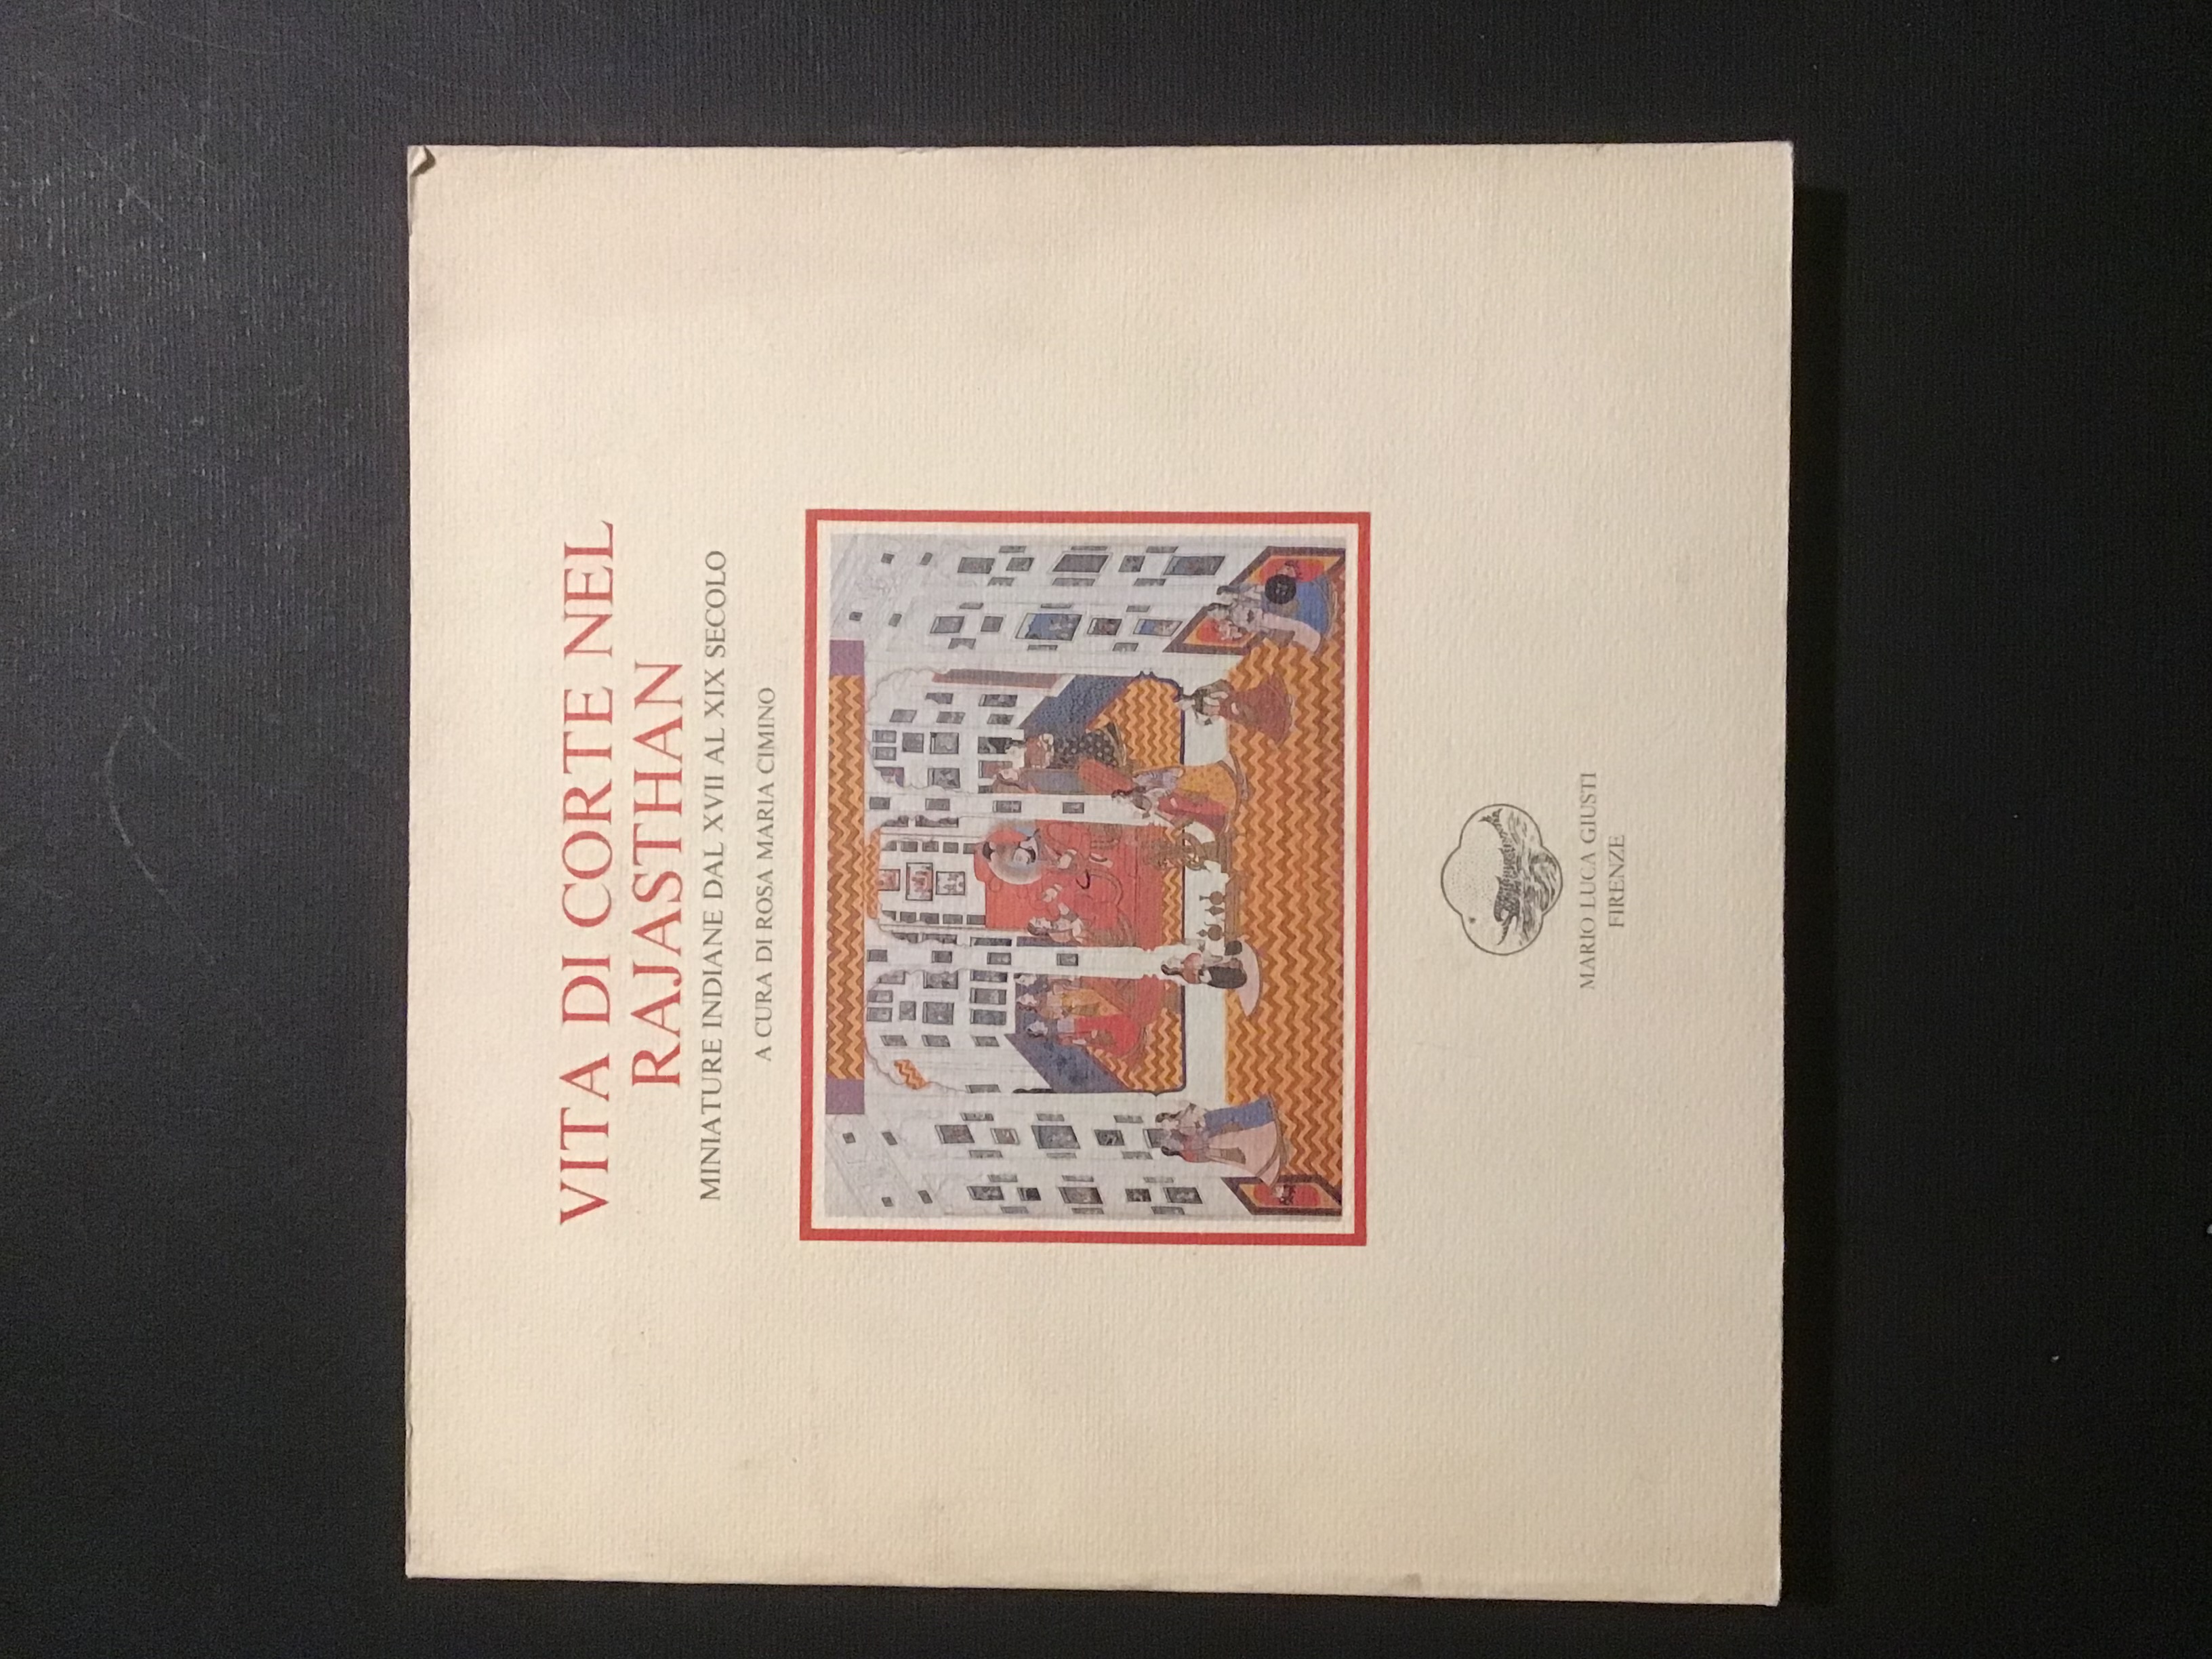 VITA DI CORTE NEL
RAJASTHAN
MINIATURE INDIANE DAL XVII AL XIX SECOLO
A CURA DI ROSA MARIA CIMINO
MARIO LUCA GIUSTI
FIRENZE